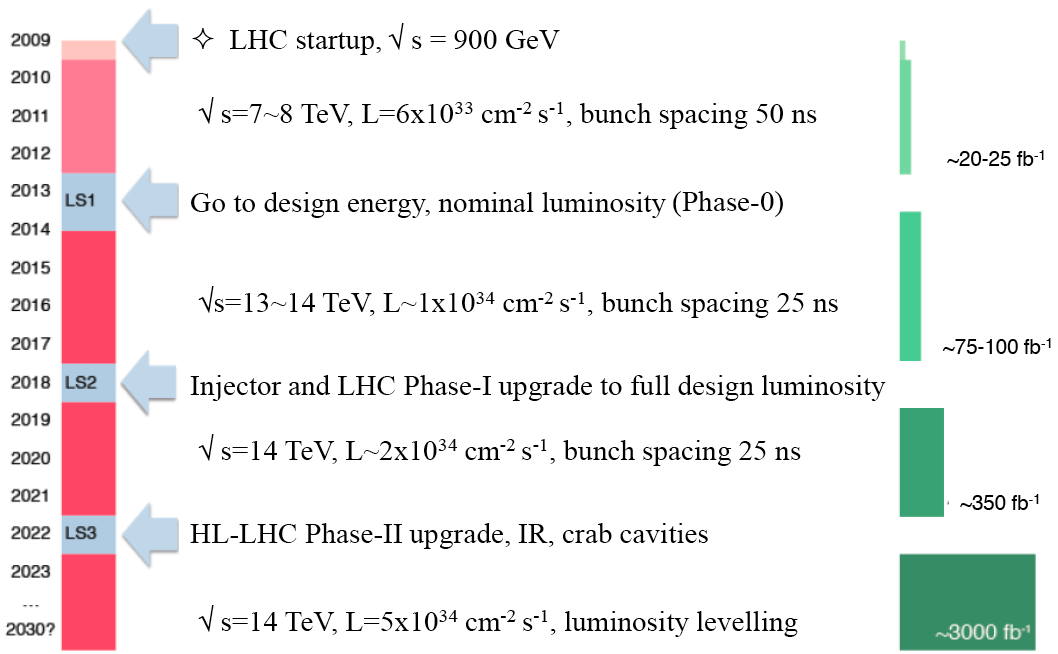 2009
✧ LHC startup, √ s = 900 GeV
2010
2011
√ s=7~8 TeV, L=6x10³³ cm⁻² s⁻¹, bunch spacing 50 ns
2012
~20-25 fb⁻¹
2013
LS1
Go to design energy, nominal luminosity (Phase-0)
2014
2015
2016
√s=13~14 TeV, L~1x10³⁴ cm⁻² s⁻¹, bunch spacing 25 ns
2017
~75-100 fb⁻¹
2018
LS2
Injector and LHC Phase-I upgrade to full design luminosity
2019
2020
√ s=14 TeV, L~2x10³⁴ cm⁻² s⁻¹, bunch spacing 25 ns
2021
~350 fb⁻¹
2022
LS3
HL-LHC Phase-II upgrade, IR, crab cavities
2023
...
2030?
√ s=14 TeV, L=5x10³⁴ cm⁻² s⁻¹, luminosity levelling
~3000 fb⁻¹